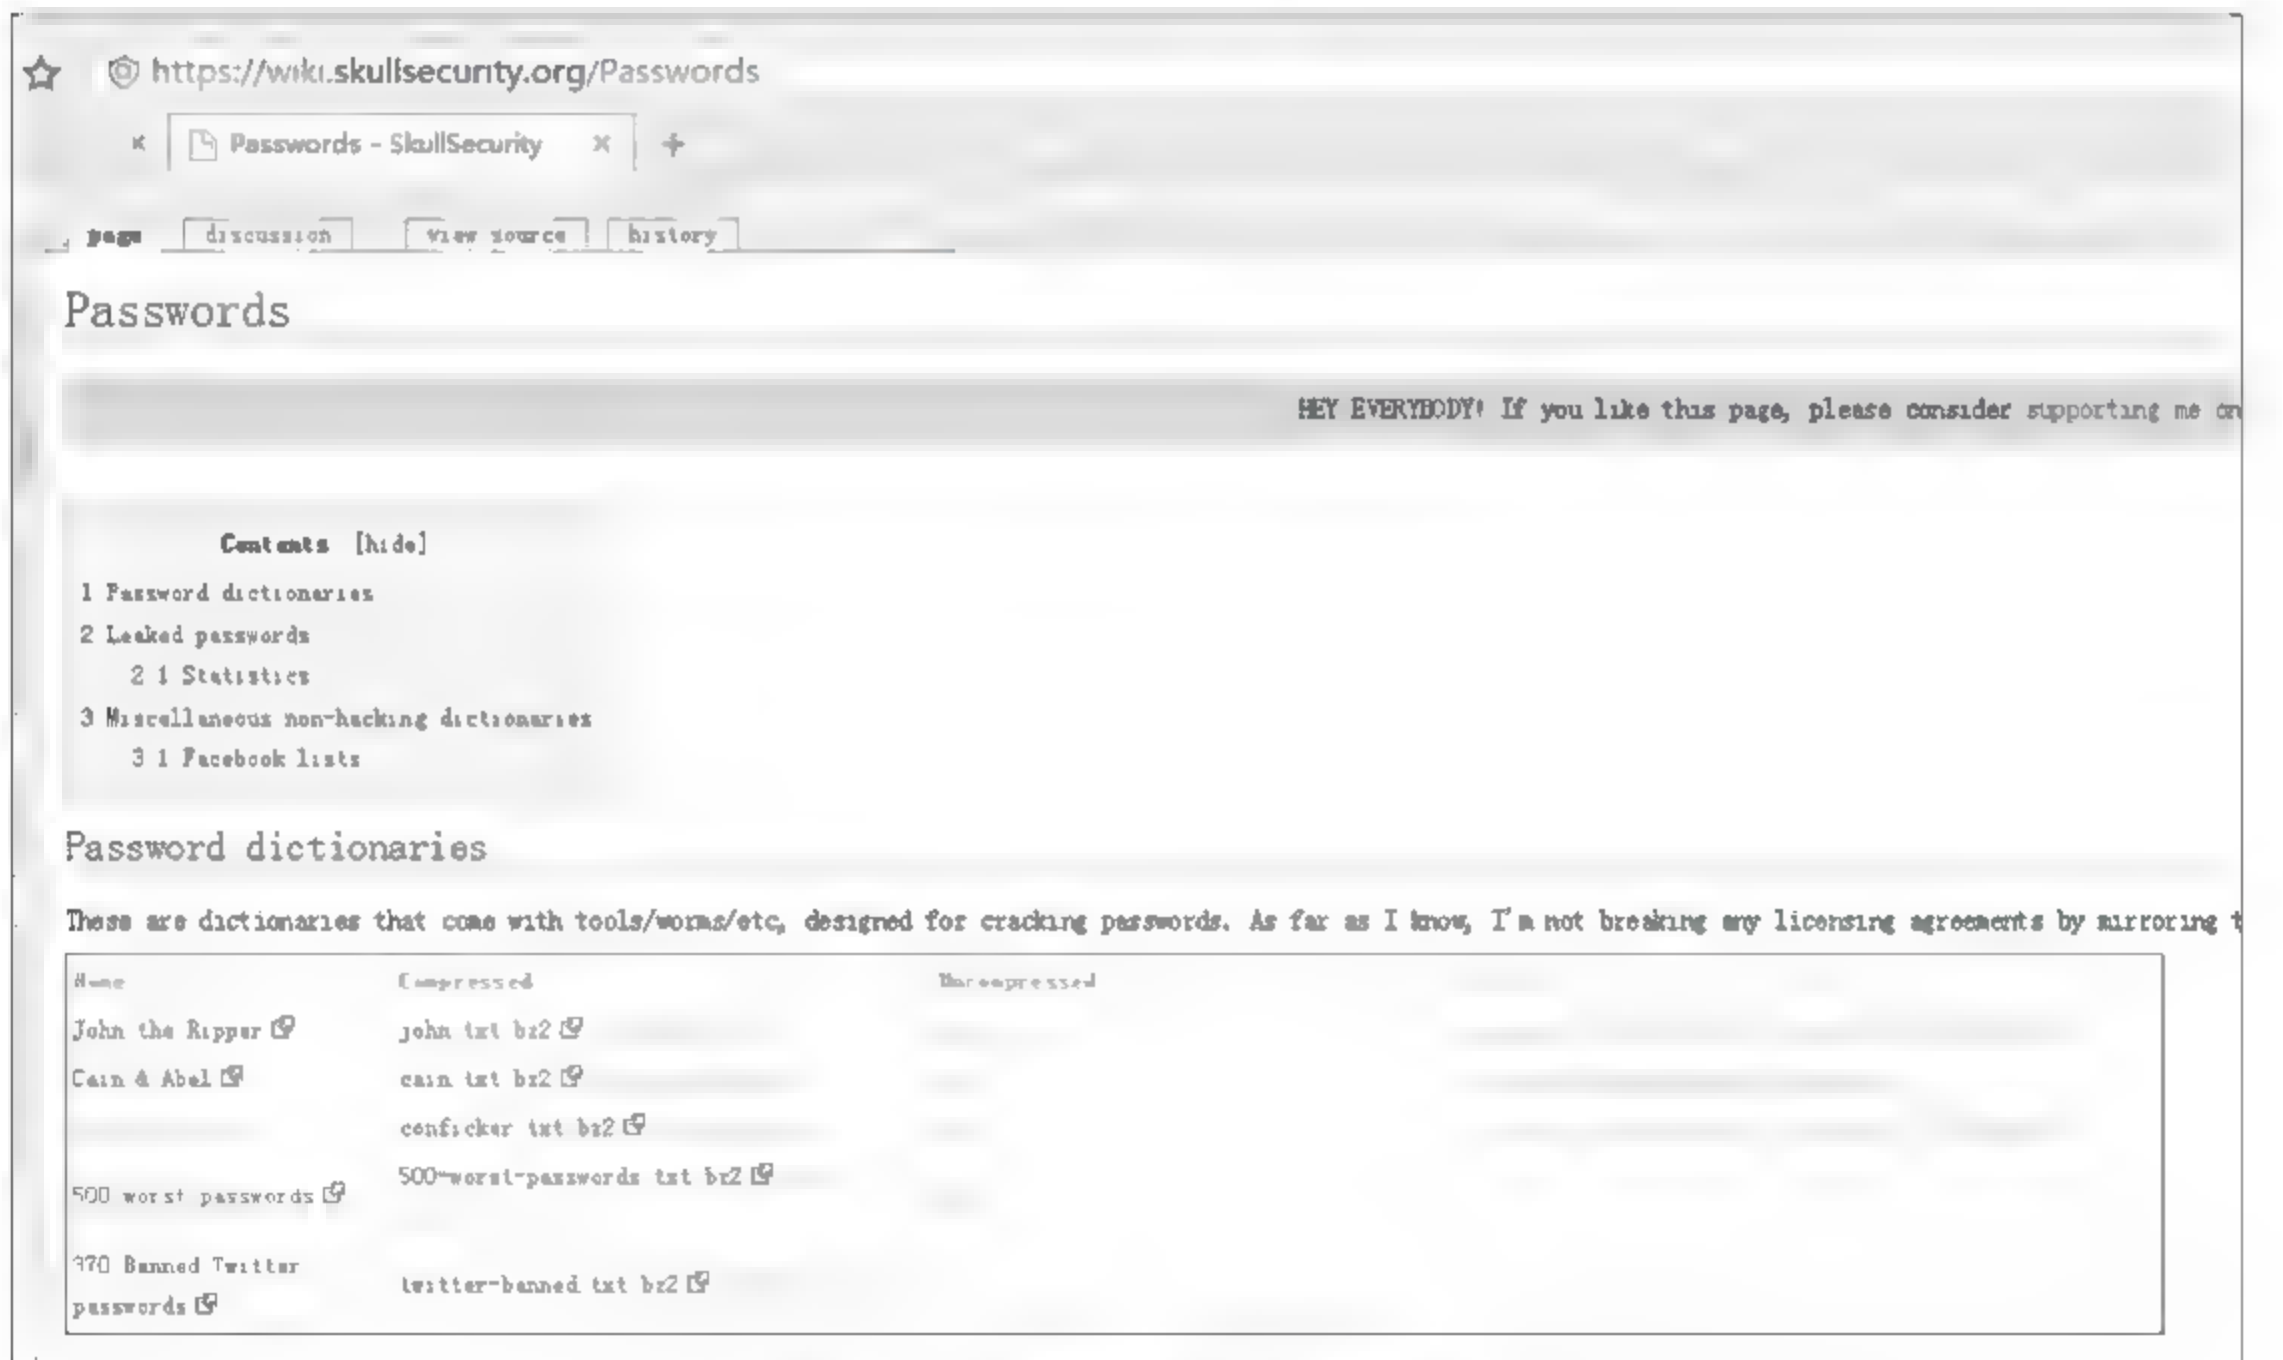 https://wiki.skullsecurity.org/Passwords
Passwords - SkullSecurity
page discussion view source history
Passwords
HEY EVERYBODY! If you like this page, please consider supporting me on
Contents [hide]
1 Password dictionaries
2 Leaked passwords
2 1 Statistics
3 Miscellaneous non-hacking dictionaries
3 1 Facebook lists
Password dictionaries
These are dictionaries that come with tools/worms/etc, designed for cracking passwords. As far as I know, I'm not breaking any licensing agreements by mirroring t
Name Compressed Uncompressed
John the Ripper john txt bz2
Cain & Abel cain txt bz2
conficker txt bz2
500-worst-passwords txt bz2
500 worst passwords
370 Banned Twitter
twitter-banned txt bz2
passwords